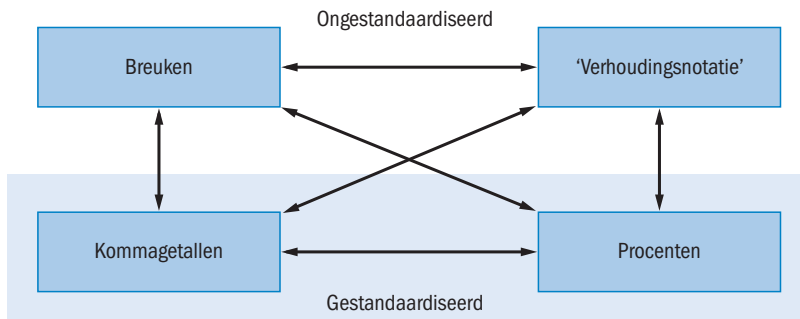 Ongestandaardiseerd
Breuken
‘Verhoudingsnotatie’
Kommagetallen
Procenten
Gestandaardiseerd